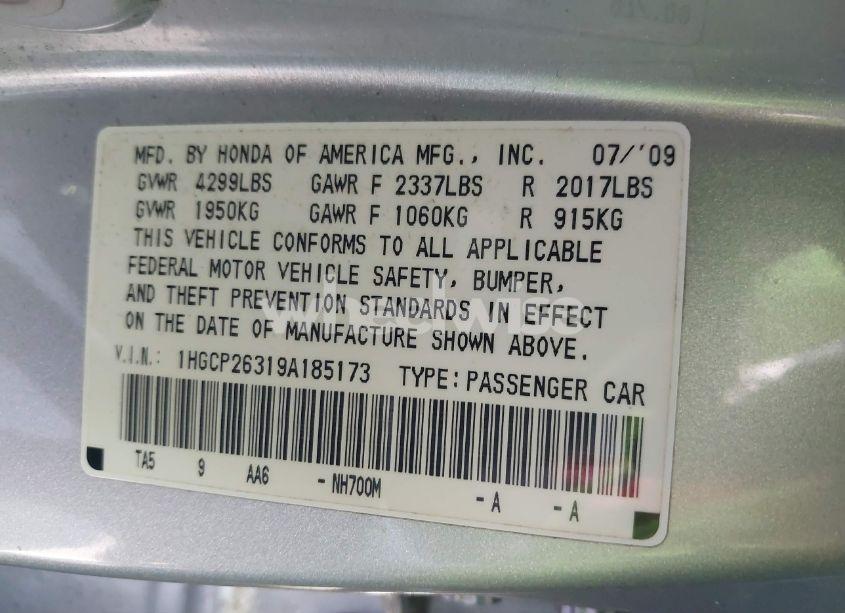 MFD. BY HONDA OF AMERICA MFG., INC. 07/'09
GVWR 4299LBS GAWR F 2337LBS R 2017LBS
GVWR 1950KG GAWR F 1060KG R 915KG
THIS VEHICLE CONFORMS TO ALL APPLICABLE
FEDERAL MOTOR VEHICLE SAFETY, BUMPER,
AND THEFT PREVENTION STANDARDS IN EFFECT
ON THE DATE OF MANUFACTURE SHOWN ABOVE.
V.I.N.: 1HGCP26319A185173 TYPE: PASSENGER CAR
TA5 9 AA6 - NH700M - A - A
wheelwise